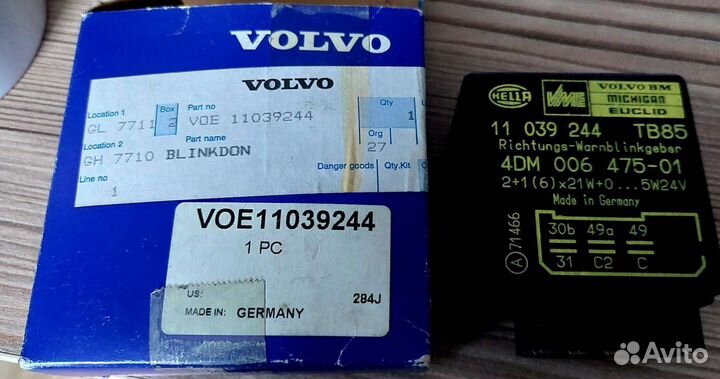 VOLVO
VOLVO
Location 1
GL 7711
Box
2
Part no
VOE 11039244
Qty
1
Location 2
GH 7710
Part name
BLINKDON
Org
27
Line no
1
Danger goods
Qty.Kit
VOE11039244
1 PC
US:
284J
MADE IN: GERMANY
HELLA
VME
VOLVO BM
MICHIGAN
EUCLID
11 039 244 TB85
Richtungs-Warnblinkgeber
4DM 006 475-01
2+1(6)x21W+0...5W24V
Made in Germany
A 71466
30b 49a 49
31 C2 C
Avito